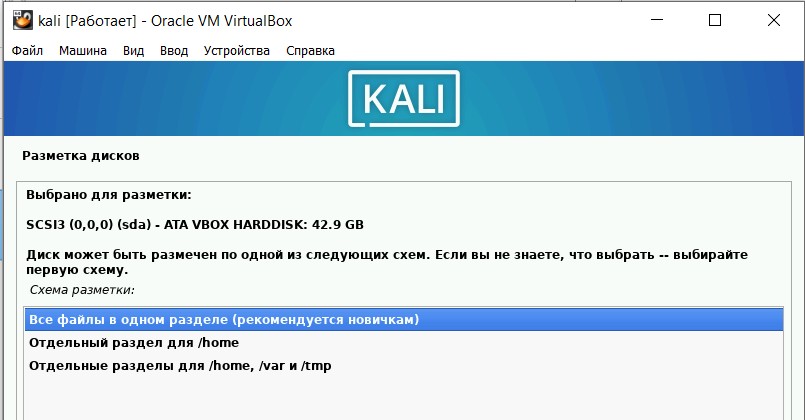 kali [Работает] - Oracle VM VirtualBox
Файл Машина Вид Ввод Устройства Справка
KALI
Разметка дисков
Выбрано для разметки:
SCSI3 (0,0,0) (sda) - ATA VBOX HARDDISK: 42.9 GB
Диск может быть размечен по одной из следующих схем. Если вы не знаете, что выбрать -- выбирайте
первую схему.
Схема разметки:
Все файлы в одном разделе (рекомендуется новичкам)
Отдельный раздел для /home
Отдельные разделы для /home, /var и /tmp